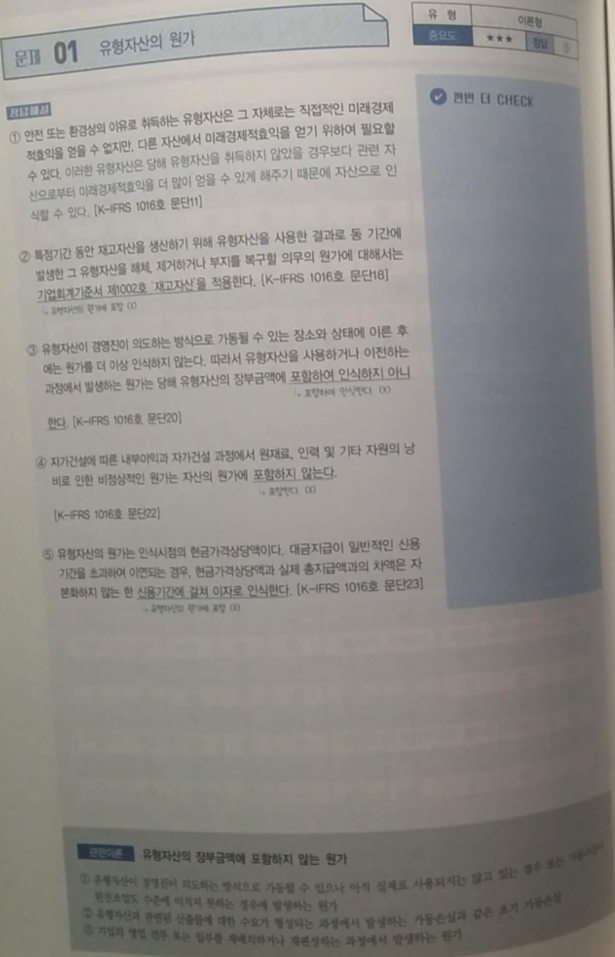 유 형 이론형
문제 01 유형자산의 원가
중요도 ★★★ 정답 ①
정답해설
한번 더 CHECK
① 안전 또는 환경상의 이유로 취득하는 유형자산은 그 자체로는 직접적인 미래경제
적효익을 얻을 수 없지만, 다른 자산에서 미래경제적효익을 얻기 위하여 필요할
수 있다. 이러한 유형자산은 당해 유형자산을 취득하지 않았을 경우보다 관련 자
산으로부터 미래경제적효익을 더 많이 얻을 수 있게 해주기 때문에 자산으로 인
식할 수 있다. [K-IFRS 1016호 문단11]
② 특정기간 동안 재고자산을 생산하기 위해 유형자산을 사용한 결과로 동 기간에
발생한 그 유형자산을 해체, 제거하거나 부지를 복구할 의무의 원가에 대해서는
기업회계기준서 제1002호 '재고자산'을 적용한다. [K-IFRS 1016호 문단18]
↳ 유형자산의 원가에 포함 (X)
③ 유형자산이 경영진이 의도하는 방식으로 가동될 수 있는 장소와 상태에 이른 후
에는 원가를 더 이상 인식하지 않는다. 따라서 유형자산을 사용하거나 이전하는
과정에서 발생하는 원가는 당해 유형자산의 장부금액에 포함하여 인식하지 아니
↳ 포함하여 인식한다. (X)
한다. [K-IFRS 1016호 문단20]
④ 자가건설에 따른 내부이익과 자가건설 과정에서 원재료, 인력 및 기타 자원의 낭
비로 인한 비정상적인 원가는 자산의 원가에 포함하지 않는다.
↳ 포함한다. (X)
[K-IFRS 1016호 문단22]
⑤ 유형자산의 원가는 인식시점의 현금가격상당액이다. 대금지급이 일반적인 신용
기간을 초과하여 이연되는 경우, 현금가격상당액과 실제 총지급액과의 차액은 자
본화하지 않는 한 신용기간에 걸쳐 이자로 인식한다. [K-IFRS 1016호 문단23]
↳ 유형자산의 원가에 포함 (X)
관련이론 유형자산의 장부금액에 포함하지 않는 원가
① 유형자산이 경영진이 의도하는 방식으로 가동될 수 있으나 아직 실제로 사용되지는 않고 있는 경우 또는
완전조업도 수준에 미치지 못하는 경우에 발생하는 원가
② 유형자산과 관련된 산출물에 대한 수요가 형성되는 과정에서 발생하는 가동손실과 같은 초기 가동손실
③ 기업의 영업 전부 또는 일부를 재배치하거나 재편성하는 과정에서 발생하는 원가